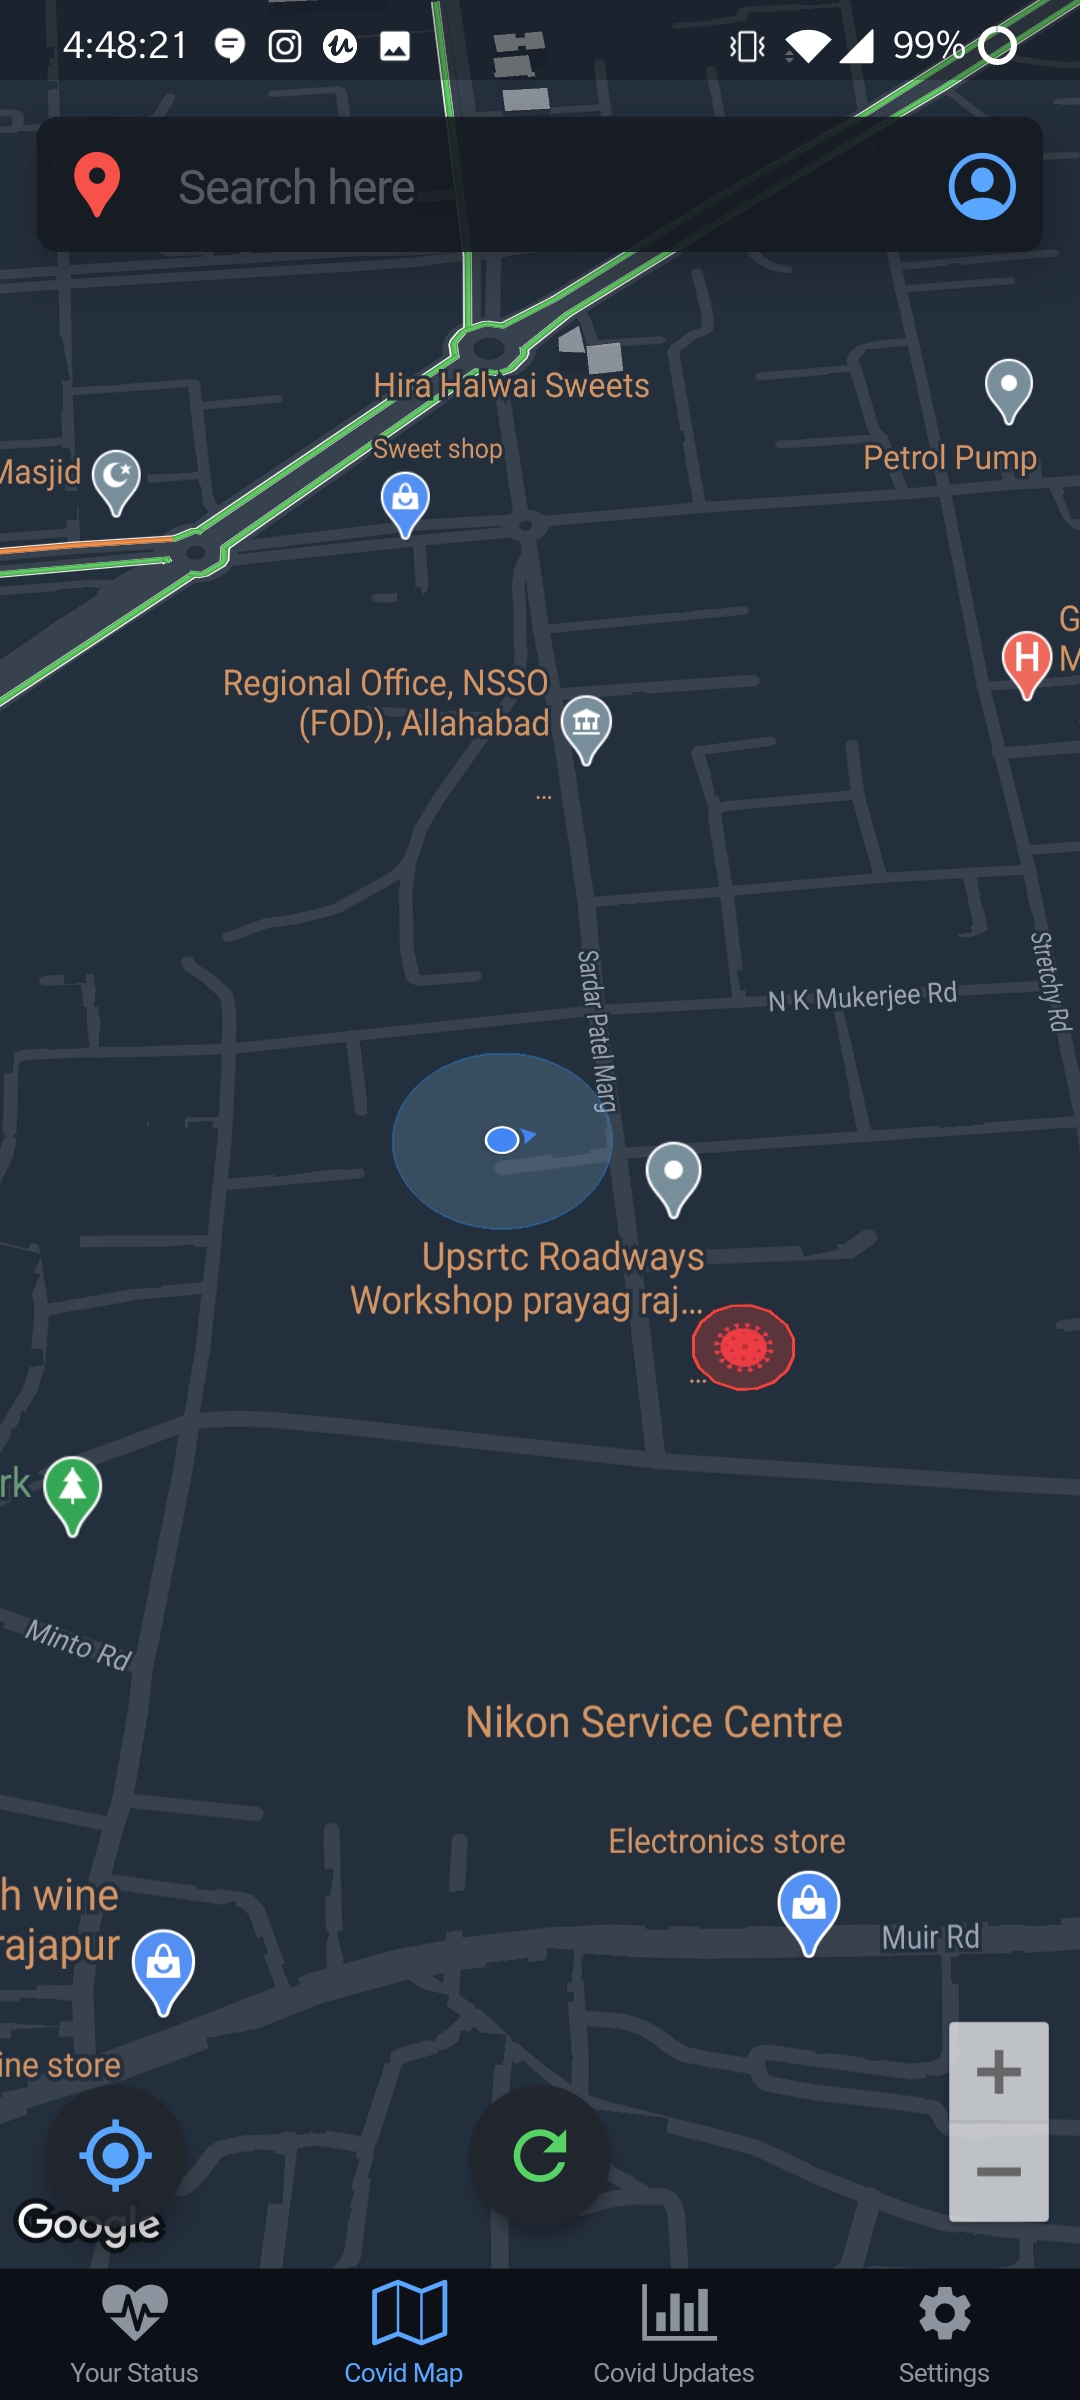 4:48:21
99%
Search here
Hira Halwai Sweets
Sweet shop
Petrol Pump
Masjid
G
M
H
Regional Office, NSSO
(FOD), Allahabad
...
Sardar Patel Marg
N K Mukerjee Rd
Stretchy Rd
Upsrtc Roadways
Workshop prayag raj...
...
rk
Minto Rd
Nikon Service Centre
Electronics store
h wine
rajapur
Muir Rd
ine store
+
−
Google
Your Status
Covid Map
Covid Updates
Settings